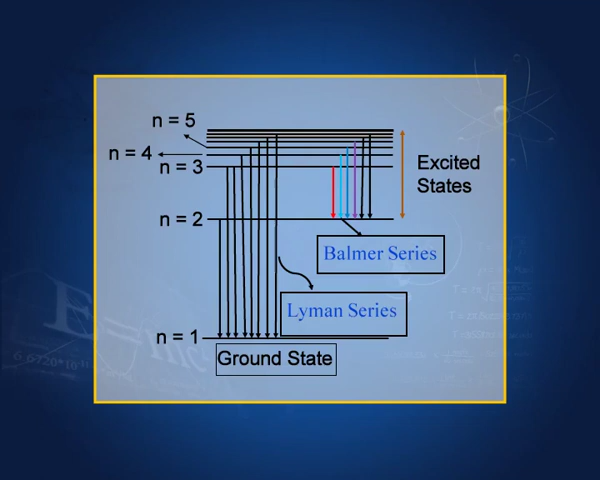 n = 5
n = 4
n = 3
Excited
States
n = 2
Balmer Series
Lyman Series
n = 1
Ground State